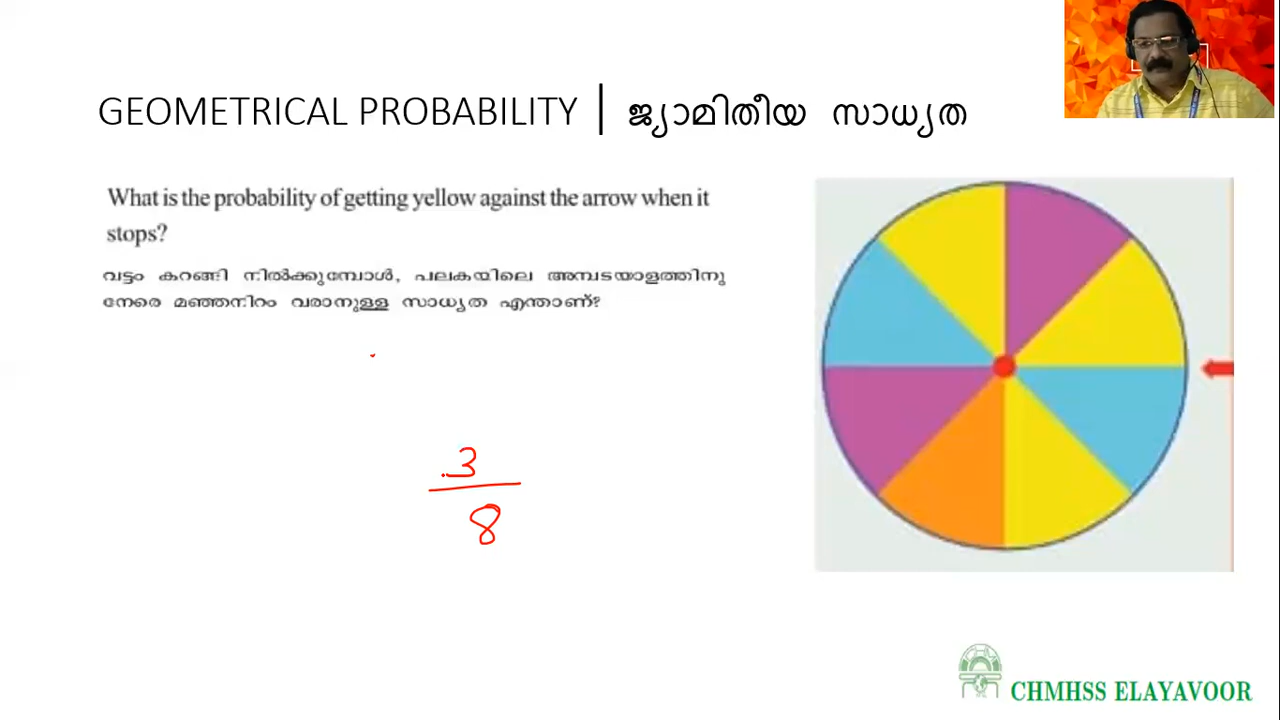 GEOMETRICAL PROBABILITY | ജ്യാമിതീയ സാധ്യത
What is the probability of getting yellow against the arrow when it
stops?
വട്ടം കറങ്ങി നിൽക്കുമ്പോൾ, പലകയിലെ അമ്പടയാളത്തിനു
നേരെ മഞ്ഞനിറം വരാനുള്ള സാധ്യത എന്താണ്?
3
8
CHMHSS ELAYAVOOR